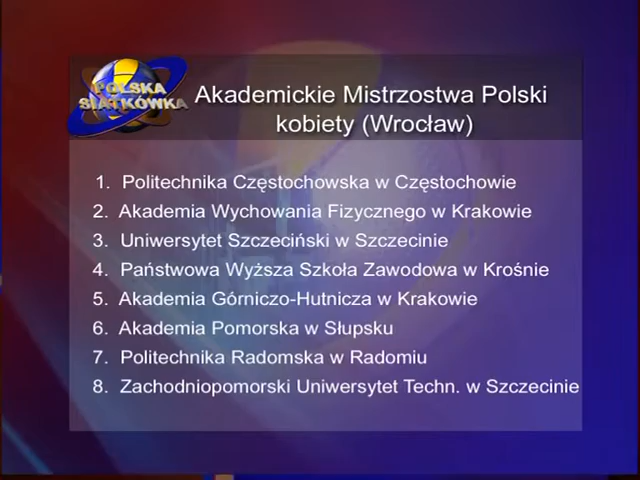 POLSKA
SIATKÓWKA
Akademickie Mistrzostwa Polski
kobiety (Wrocław)
1. Politechnika Częstochowska w Częstochowie
2. Akademia Wychowania Fizycznego w Krakowie
3. Uniwersytet Szczeciński w Szczecinie
4. Państwowa Wyższa Szkoła Zawodowa w Krośnie
5. Akademia Górniczo-Hutnicza w Krakowie
6. Akademia Pomorska w Słupsku
7. Politechnika Radomska w Radomiu
8. Zachodniopomorski Uniwersytet Techn. w Szczecinie